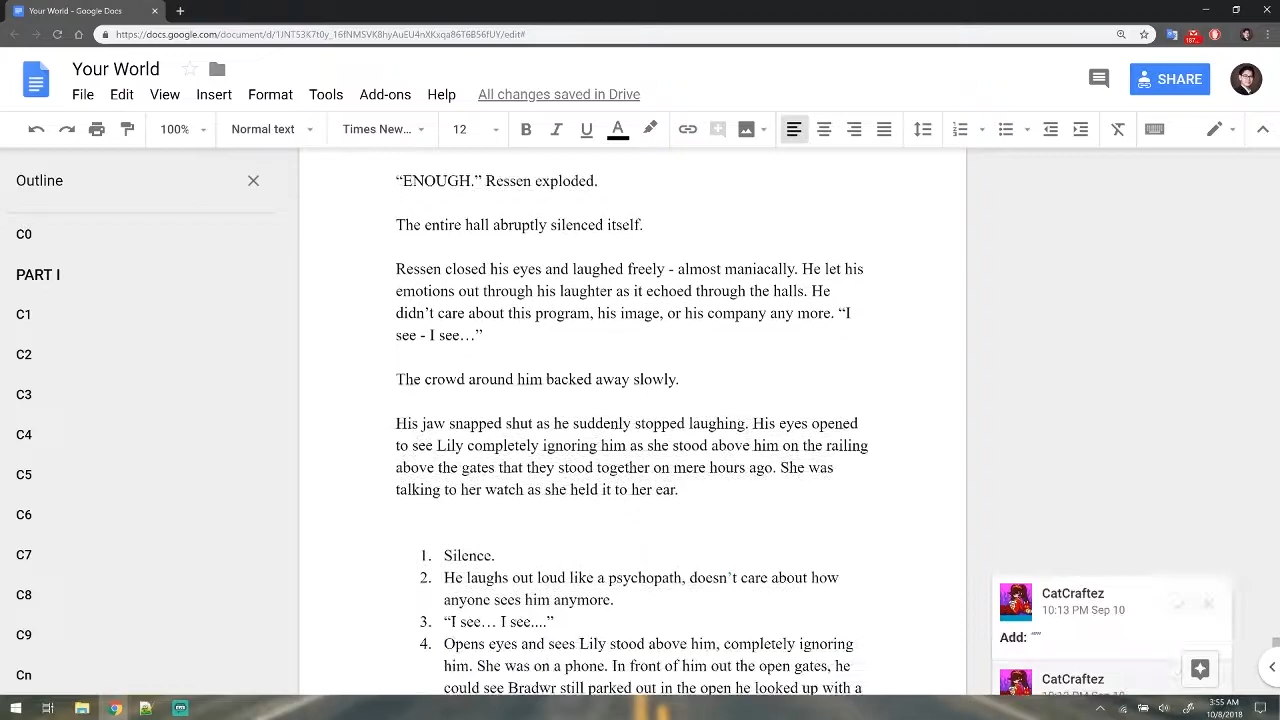 Your World - Google Docs
https://docs.google.com/document/d/1JNT53K7t0y_16fNMSVK8hyAuEU4nXKxqa86T6B56fUY/edit#
Your World
File Edit View Insert Format Tools Add-ons Help All changes saved in Drive
SHARE
100% Normal text Times New... 12
Outline
C0
PART I
C1
C2
C3
C4
C5
C6
C7
C8
C9
Cn
“ENOUGH.” Ressen exploded.
The entire hall abruptly silenced itself.
Ressen closed his eyes and laughed freely - almost maniacally. He let his
emotions out through his laughter as it echoed through the halls. He
didn’t care about this program, his image, or his company any more. “I
see - I see…”
The crowd around him backed away slowly.
His jaw snapped shut as he suddenly stopped laughing. His eyes opened
to see Lily completely ignoring him as she stood above him on the railing
above the gates that they stood together on mere hours ago. She was
talking to her watch as she held it to her ear.
1. Silence.
2. He laughs out loud like a psychopath, doesn’t care about how
anyone sees him anymore.
3. “I see… I see....”
4. Opens eyes and sees Lily stood above him, completely ignoring
him. She was on a phone. In front of him out the open gates, he
could see Bradwr still parked out in the open he looked up with a
CatCraftez
10:13 PM Sep 10
Add: “”
CatCraftez
3:55 AM
10/8/2018